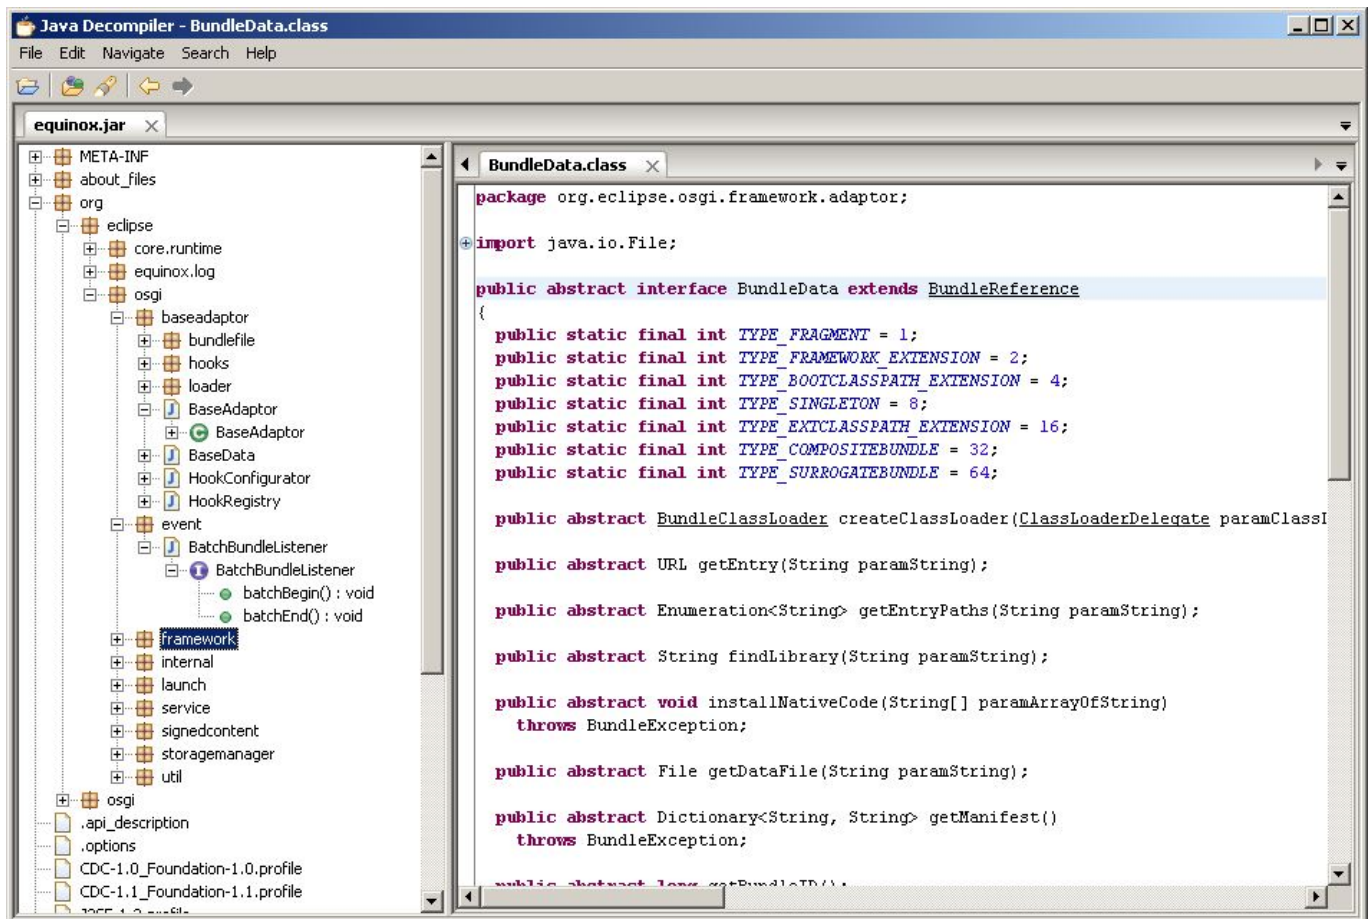 Java Decompiler - BundleData.class
File Edit Navigate Search Help
equinox.jar
META-INF
about_files
org
eclipse
core.runtime
equinox.log
osgi
baseadaptor
bundlefile
hooks
loader
BaseAdaptor
BaseAdaptor
BaseData
HookConfigurator
HookRegistry
event
BatchBundleListener
BatchBundleListener
batchBegin() : void
batchEnd() : void
framework
internal
launch
service
signedcontent
storagemanager
util
osgi
.api_description
.options
CDC-1.0_Foundation-1.0.profile
CDC-1.1_Foundation-1.1.profile
BundleData.class
package org.eclipse.osgi.framework.adaptor;
import java.io.File;
public abstract interface BundleData extends BundleReference
{
public static final int TYPE_FRAGMENT = 1;
public static final int TYPE_FRAMEWORK_EXTENSION = 2;
public static final int TYPE_BOOTCLASSPATH_EXTENSION = 4;
public static final int TYPE_SINGLETON = 8;
public static final int TYPE_EXTCLASSPATH_EXTENSION = 16;
public static final int TYPE_COMPOSITEBUNDLE = 32;
public static final int TYPE_SURROGATEBUNDLE = 64;
public abstract BundleClassLoader createClassLoader(ClassLoaderDelegate paramClassI
public abstract URL getEntry(String paramString);
public abstract Enumeration<String> getEntryPaths(String paramString);
public abstract String findLibrary(String paramString);
public abstract void installNativeCode(String[] paramArrayOfString)
throws BundleException;
public abstract File getDataFile(String paramString);
public abstract Dictionary<String, String> getManifest()
throws BundleException;
public abstract long getBundleID();